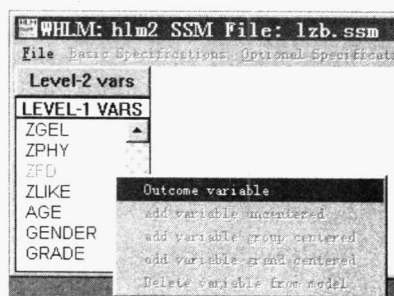 WHLM: hlm2 SSM File: lzb.ssm
File Basic Specifications Optional Specificat
Level-2 vars
LEVEL-1 VARS
ZGEL
ZPHY
ZFD
ZLIKE
AGE
GENDER
GRADE
Outcome variable
add variable uncentered
add variable group centered
add variable grand centered
Delete variable from model